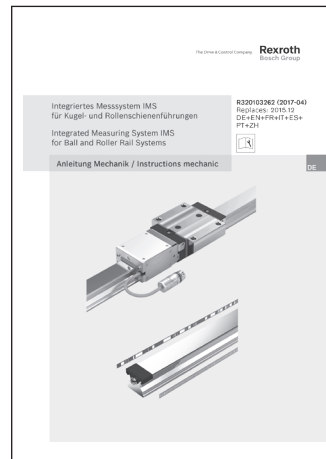 The Drive & Control Company
Rexroth
Bosch Group
Integriertes Messsystem IMS
für Kugel- und Rollenschienenführungen
Integrated Measuring System IMS
for Ball and Roller Rail Systems
R320103262 (2017-04)
Replaces: 2015.12
DE+EN+FR+IT+ES+
PT+ZH
Anleitung Mechanik / Instructions mechanic
DE